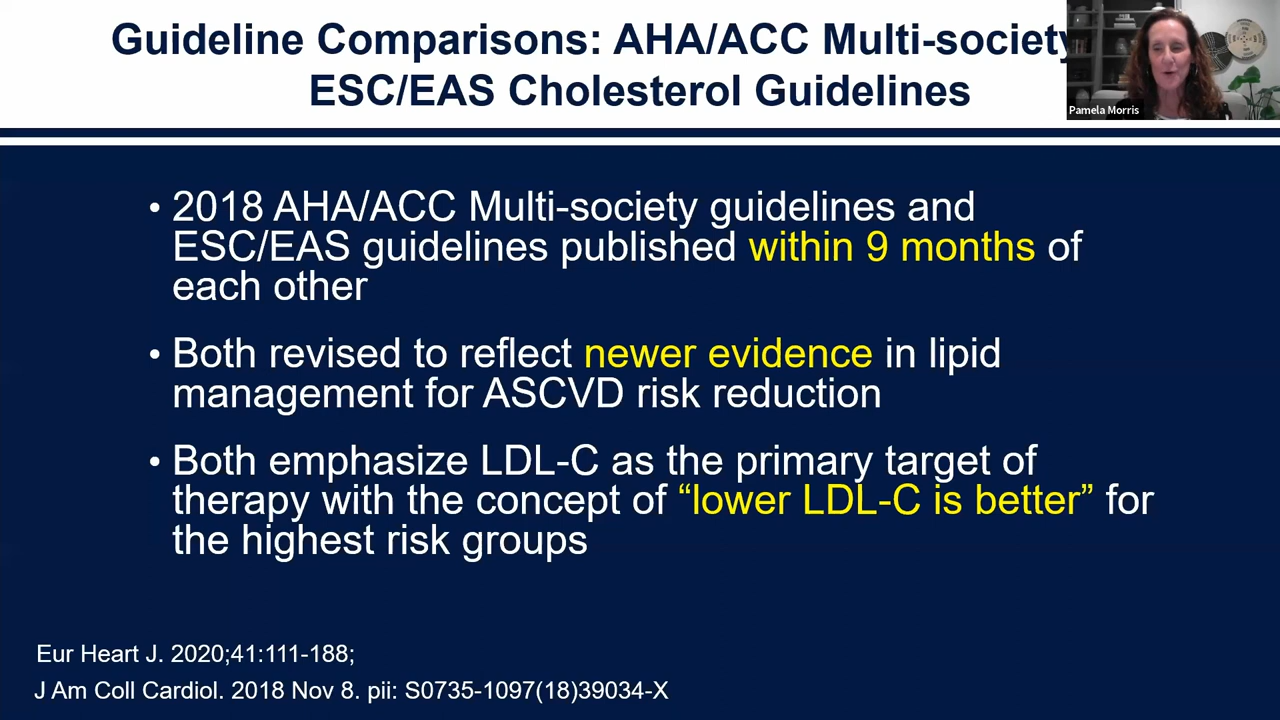 Guideline Comparisons: AHA/ACC Multi-society
ESC/EAS Cholesterol Guidelines
Pamela Morris
• 2018 AHA/ACC Multi-society guidelines and
ESC/EAS guidelines published within 9 months of
each other
• Both revised to reflect newer evidence in lipid
management for ASCVD risk reduction
• Both emphasize LDL-C as the primary target of
therapy with the concept of “lower LDL-C is better” for
the highest risk groups
Eur Heart J. 2020;41:111-188;
J Am Coll Cardiol. 2018 Nov 8. pii: S0735-1097(18)39034-X